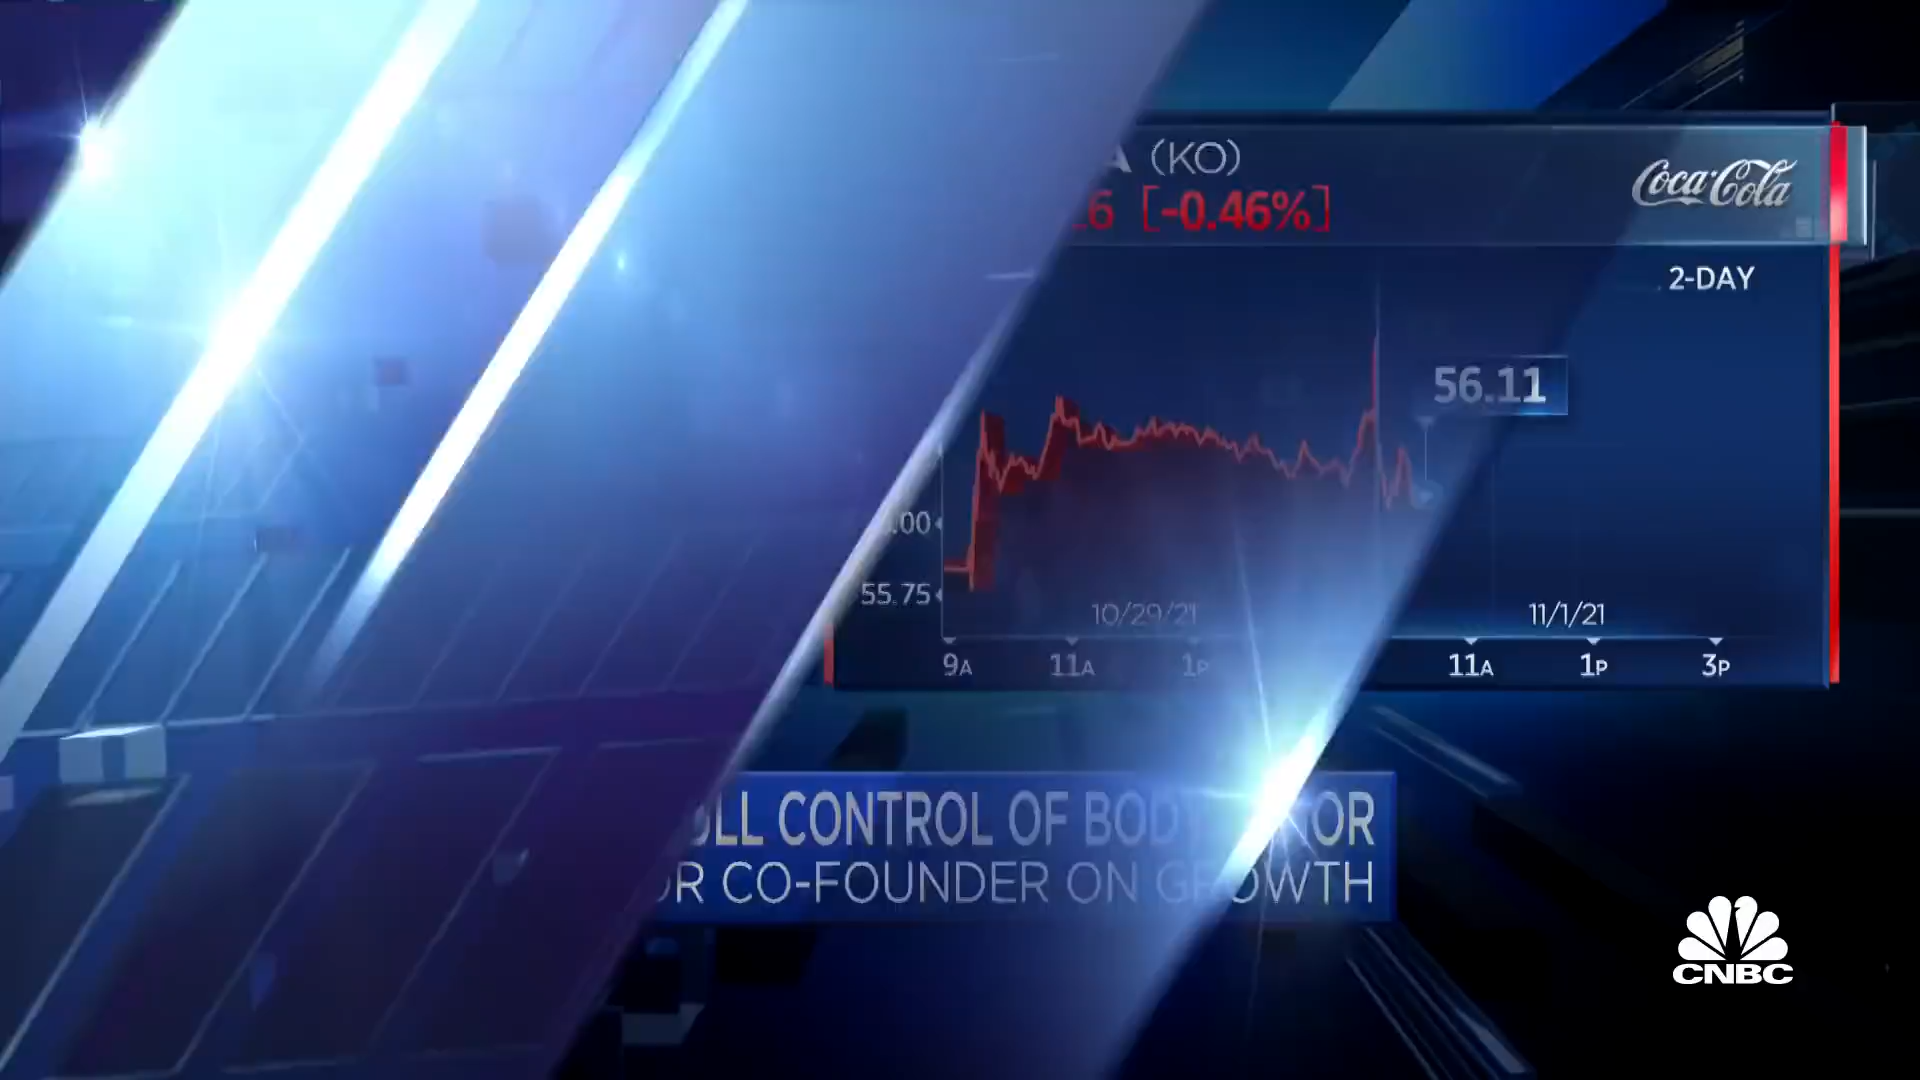 (KO)
[-0.46%]
Coca-Cola
2-DAY
56.11
55.75
10/29/21
11/1/21
9A 11A 1P 11A 1P 3P
CONTROL OF
CO-FOUNDER ON GROWTH
CNBC